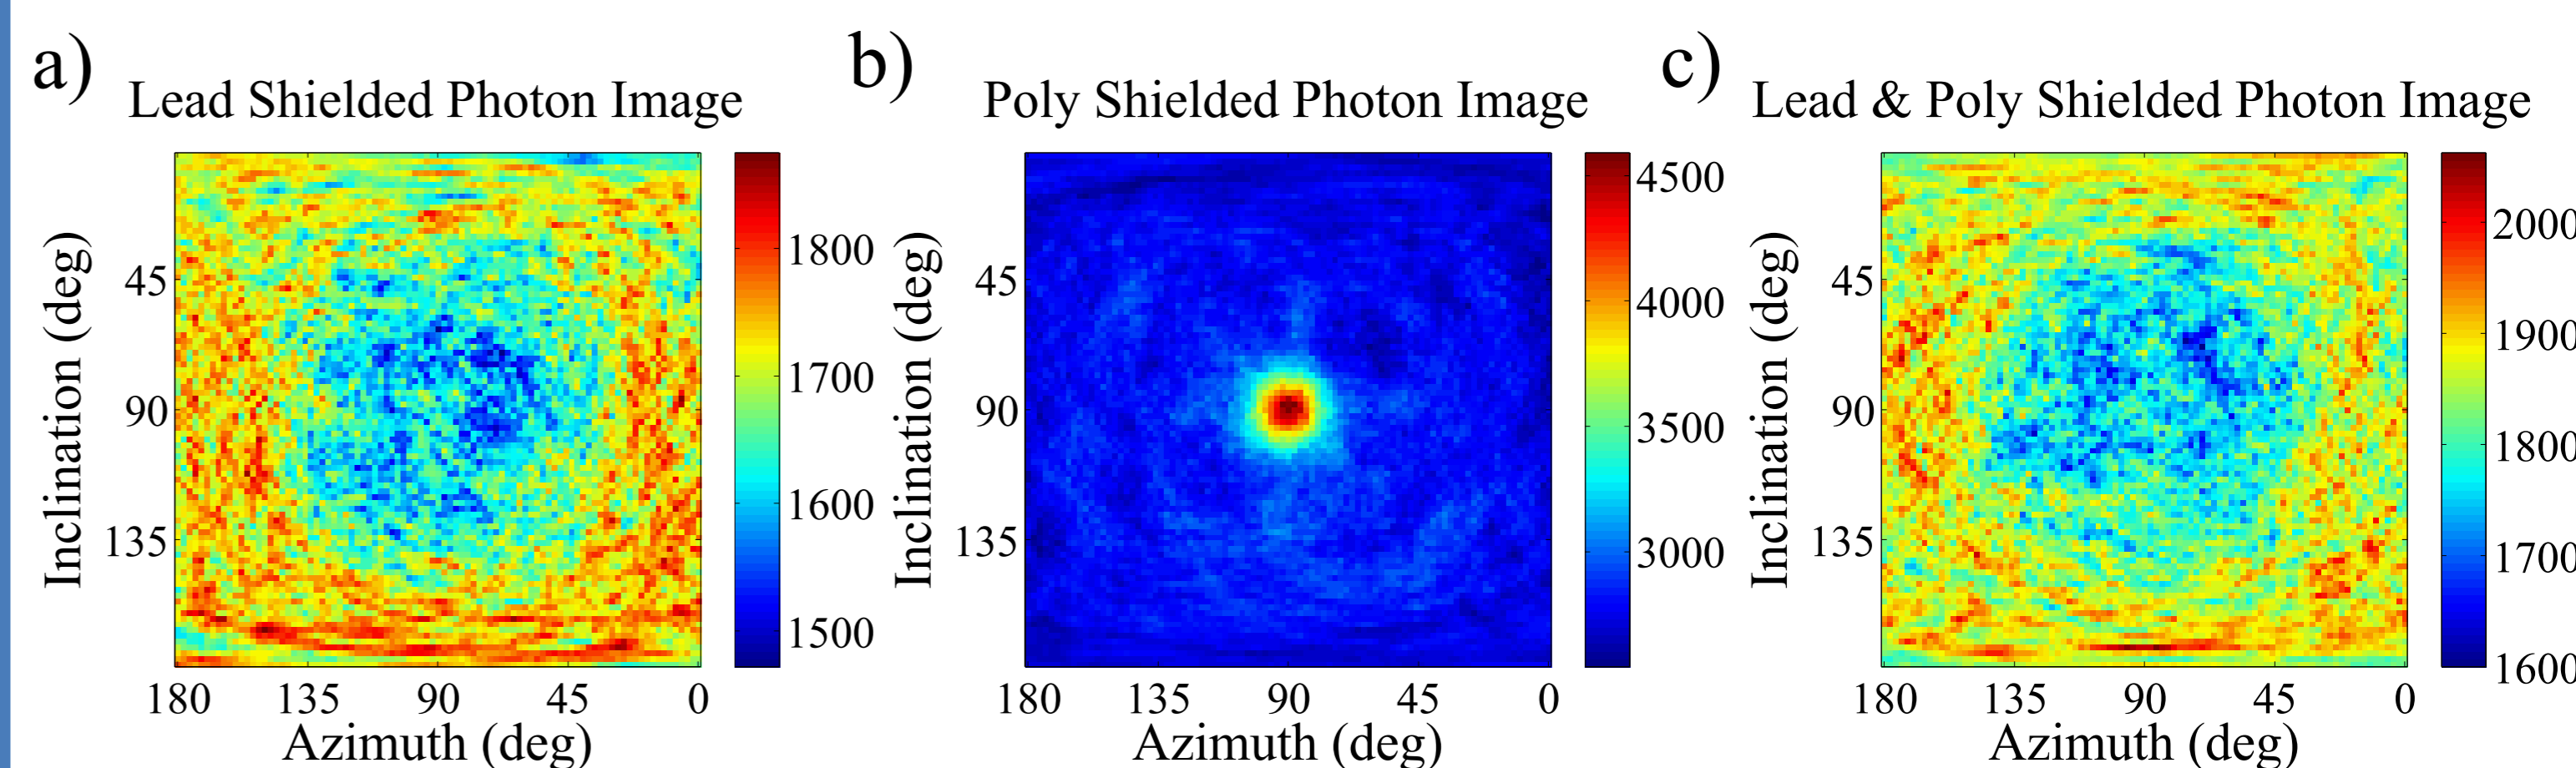 a)
Lead Shielded Photon Image
Inclination (deg)
45
90
135
180 135 90 45 0
Azimuth (deg)
1800
1700
1600
1500
b)
Poly Shielded Photon Image
Inclination (deg)
45
90
135
180 135 90 45 0
Azimuth (deg)
4500
4000
3500
3000
c)
Lead & Poly Shielded Photon Image
Inclination (deg)
45
90
135
180 135 90 45 0
Azimuth (deg)
2000
1900
1800
1700
1600